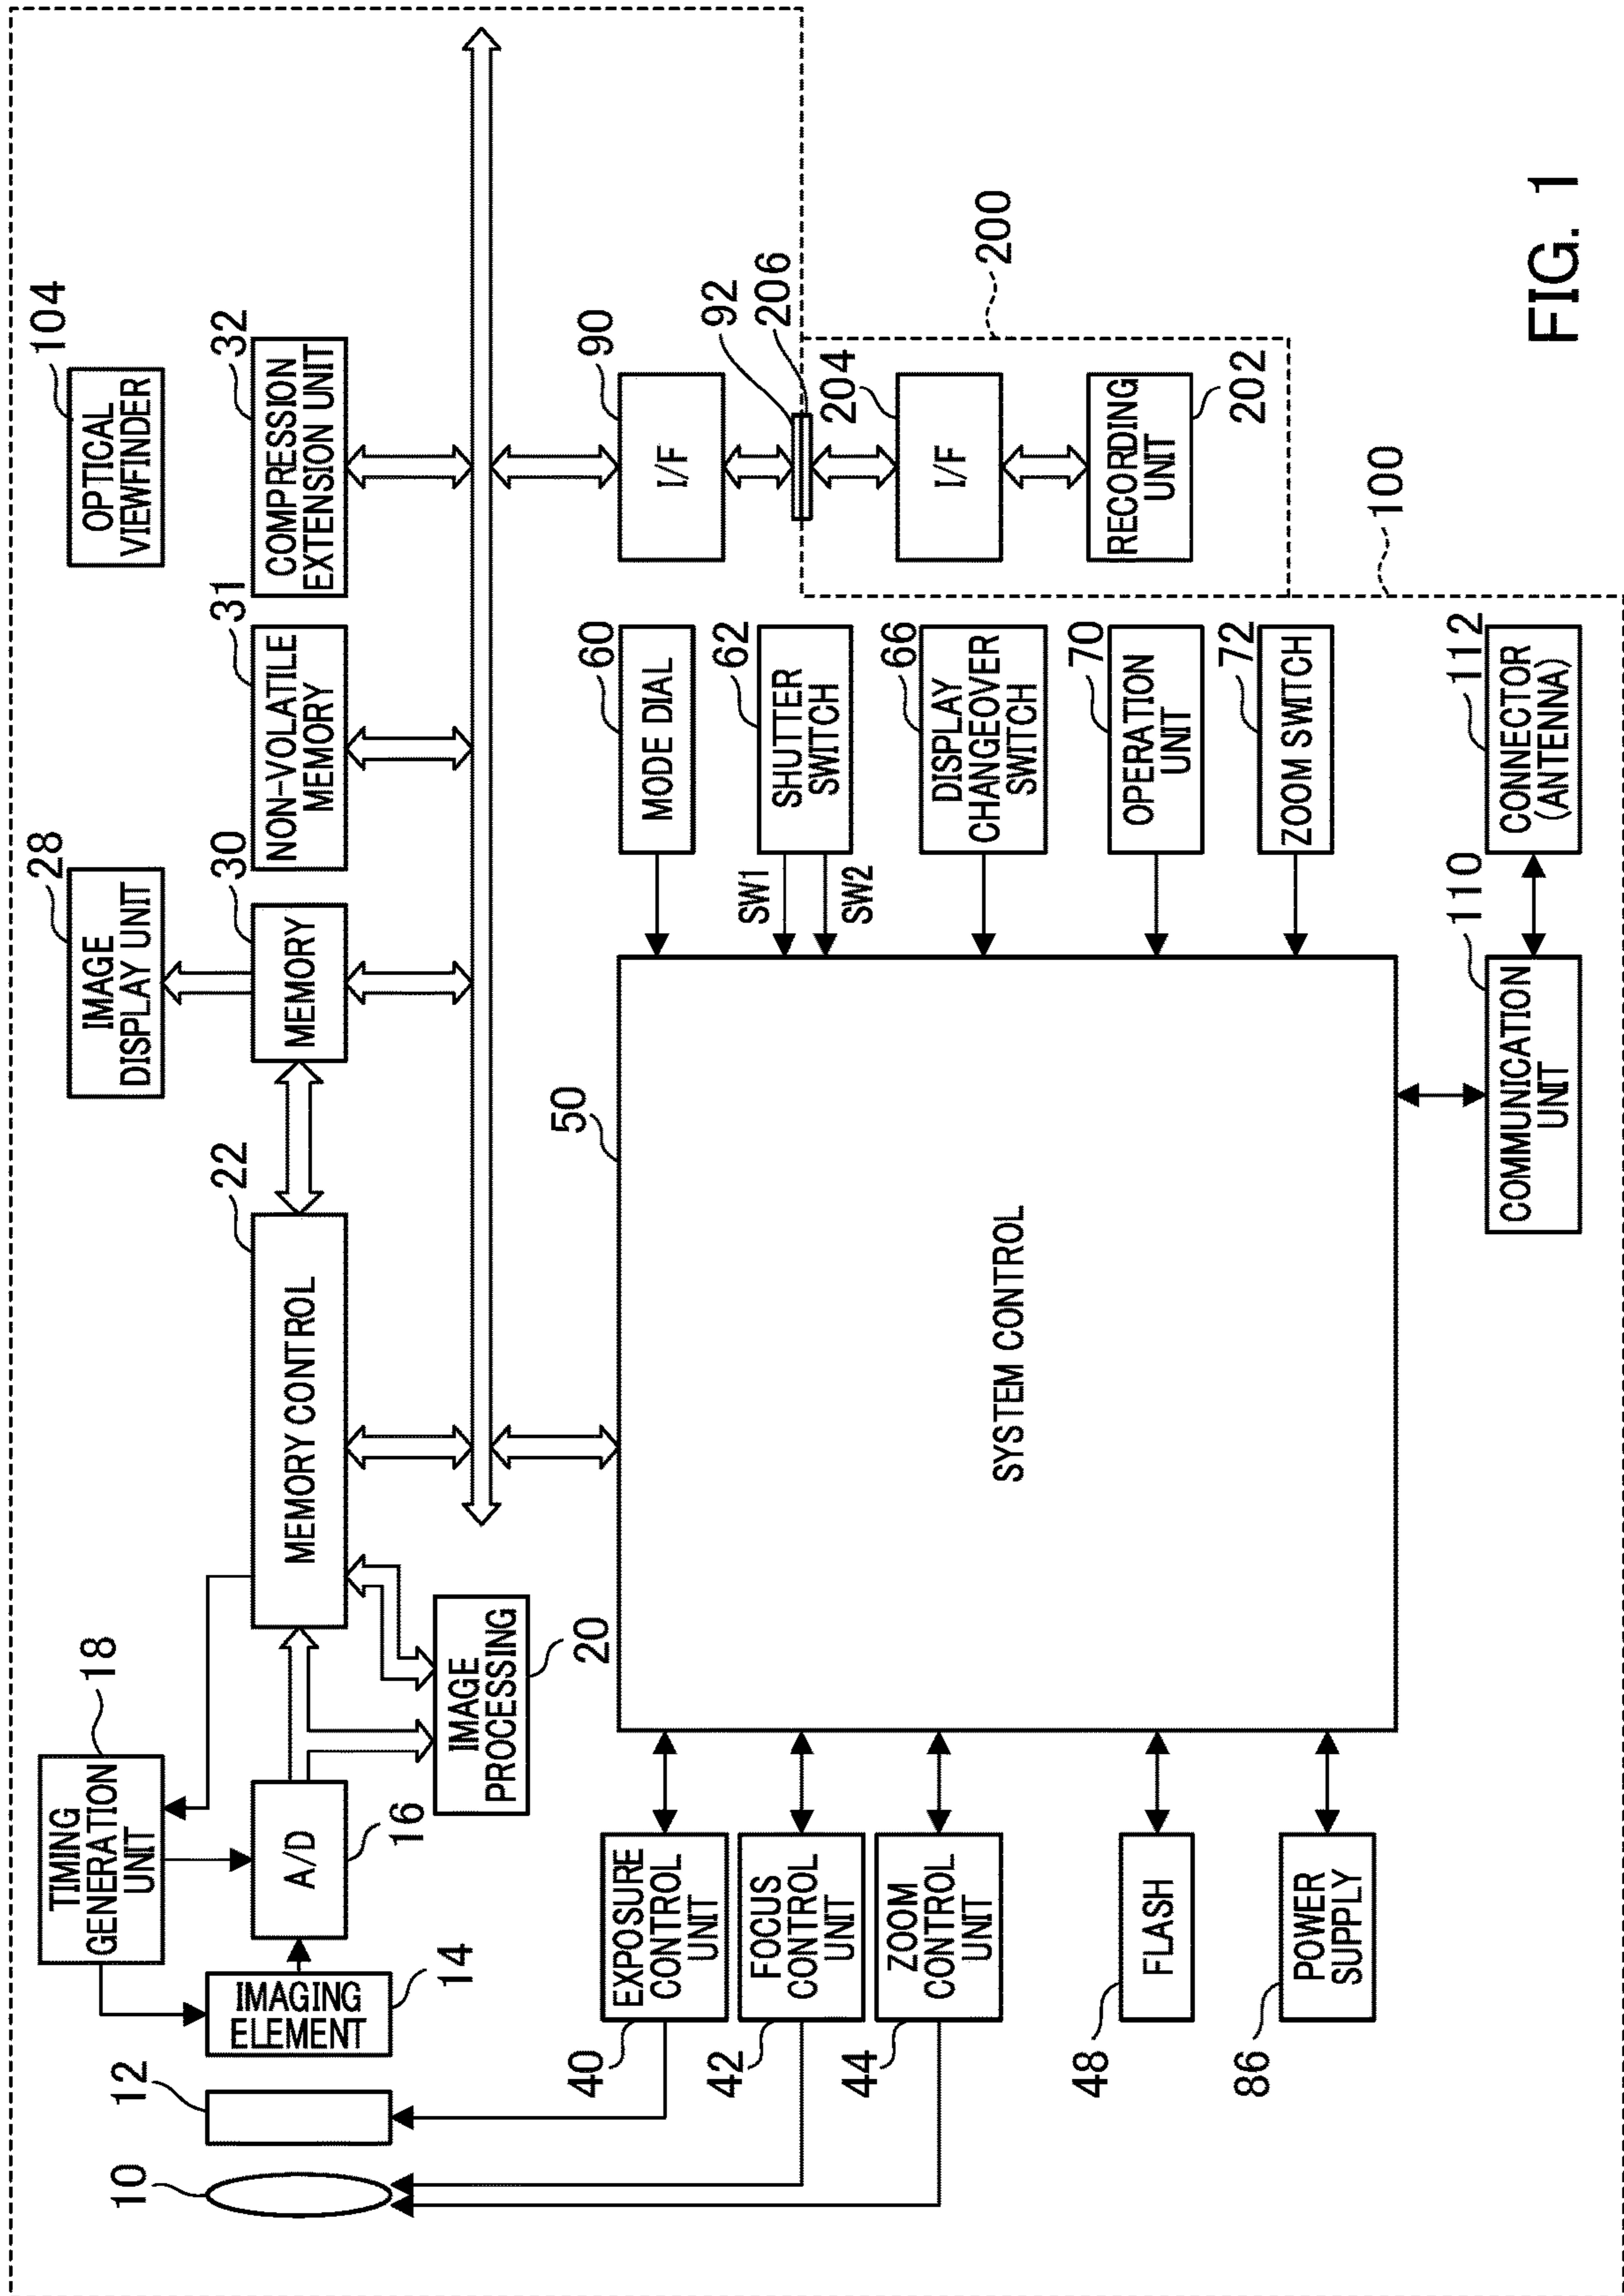 104
OPTICAL
VIEWFINDER
28
IMAGE
DISPLAY UNIT
18
TIMING
GENERATION
UNIT
12
10
IMAGING
ELEMENT
14
A/D
16
22
MEMORY CONTROL
30
MEMORY
31
NON-VOLATILE
MEMORY
32
COMPRESSION
EXTENSION UNIT
IMAGE
PROCESSING
20
50
SYSTEM CONTROL
EXPOSURE
CONTROL
UNIT
40
FOCUS
CONTROL
UNIT
42
ZOOM
CONTROL
UNIT
44
FLASH
48
POWER
SUPPLY
86
60
MODE DIAL
62
SHUTTER
SWITCH
SW1
SW2
66
DISPLAY
CHANGEOVER
SWITCH
70
OPERATION
UNIT
72
ZOOM SWITCH
90
I/F
92
206
204
I/F
RECORDING
UNIT
202
200
100
110
COMMUNICATION
UNIT
112
CONNECTOR
(ANTENNA)
FIG. 1